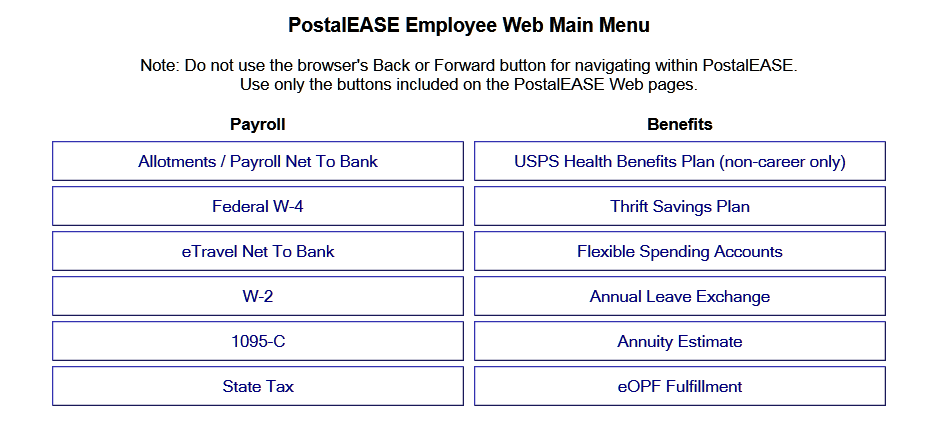 PostalEASE Employee Web Main Menu
Note: Do not use the browser's Back or Forward button for navigating within PostalEASE.
Use only the buttons included on the PostalEASE Web pages.
Payroll
Allotments / Payroll Net To Bank
Federal W-4
eTravel Net To Bank
W-2
1095-C
State Tax
Benefits
USPS Health Benefits Plan (non-career only)
Thrift Savings Plan
Flexible Spending Accounts
Annual Leave Exchange
Annuity Estimate
eOPF Fulfillment